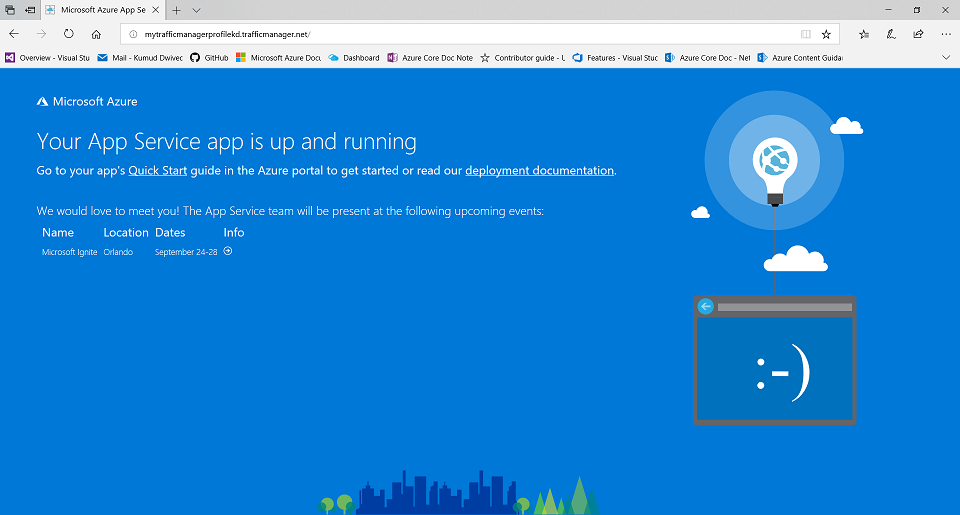 Microsoft Azure App Se
mytrafficmanagerprofilekd.trafficmanager.net/
Overview - Visual Stu Mail - Kumud Dwivec GitHub Microsoft Azure Docu Dashboard Azure Core Doc Note Contributor guide - U Features - Visual Stuc Azure Core Doc - Net Azure Content Guidan
Microsoft Azure
Your App Service app is up and running
Go to your app's Quick Start guide in the Azure portal to get started or read our deployment documentation.
We would love to meet you! The App Service team will be present at the following upcoming events:
Name Location Dates Info
Microsoft Ignite Orlando September 24-28
:-)